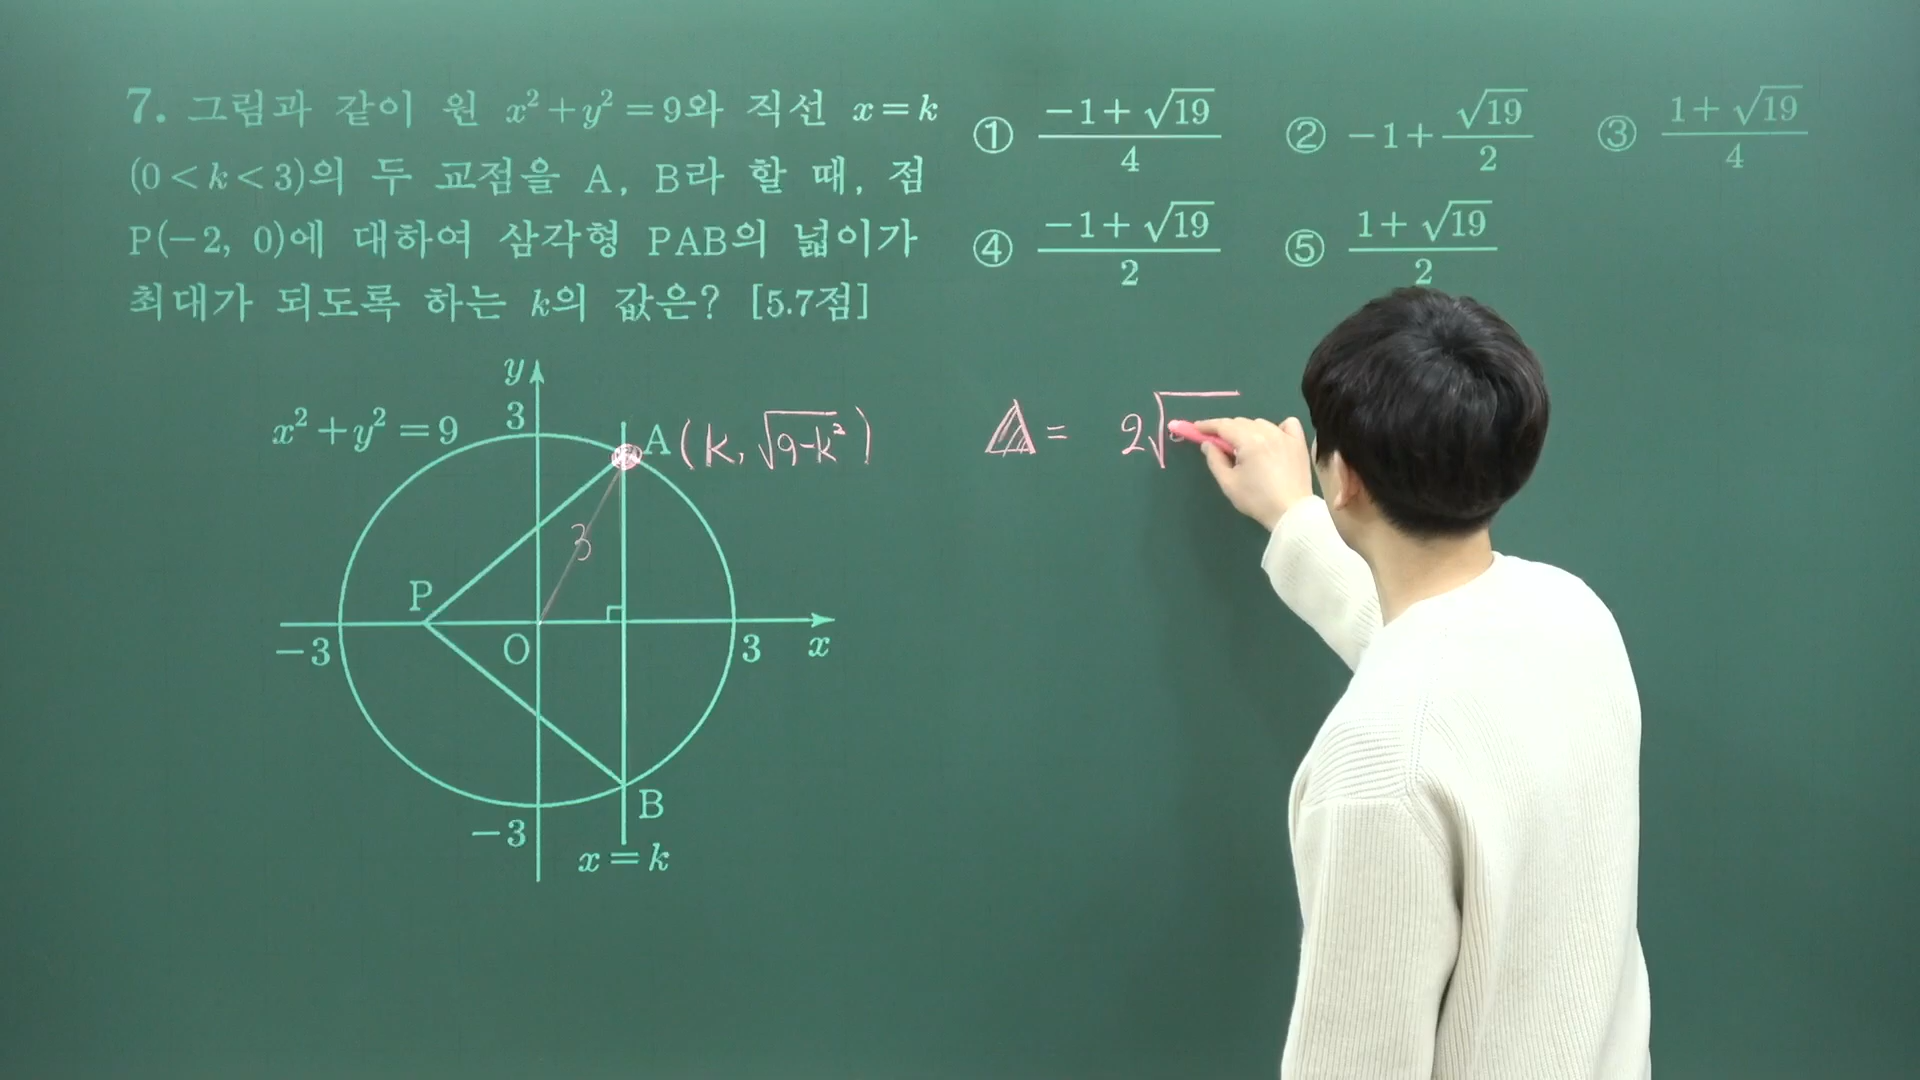 7. 그림과 같이 원 x²+y²=9와 직선 x=k
(0<k<3)의 두 교점을 A, B라 할 때, 점
P(-2, 0)에 대하여 삼각형 PAB의 넓이가
최대가 되도록 하는 k의 값은? [5.7점]
① (-1+√19)/4 ② -1+√19/2 ③ (1+√19)/4
④ (-1+√19)/2 ⑤ (1+√19)/2
y
3
x²+y²=9
A(k, √9-k²)
3
P
O
-3
3
x
B
-3
x=k
△= 2√